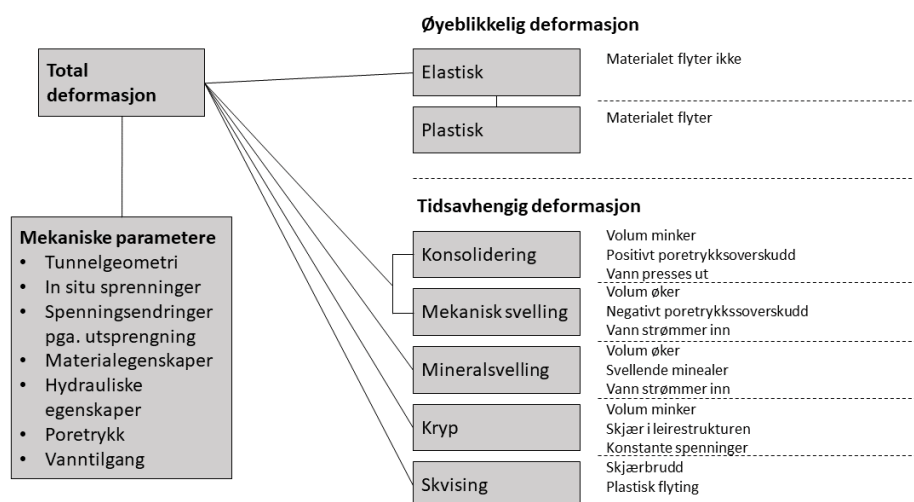 Øyeblikkelig deformasjon
Total
deformasjon
Elastisk
Materialet flyter ikke
Plastisk
Materialet flyter
Tidsavhengig deformasjon
Mekaniske parametere
• Tunnelgeometri
• In situ sprenninger
• Spenningsendringer
pga. utsprengning
• Materialegenskaper
• Hydrauliske
egenskaper
• Poretrykk
• Vanntilgang
Konsolidering
Volum minker
Positivt poretrykksoverskudd
Vann presses ut
Mekanisk svelling
Volum øker
Negativt poretrykkssoverskudd
Vann strømmer inn
Mineralsvelling
Volum øker
Svellende minealer
Vann strømmer inn
Kryp
Volum minker
Skjær i leirestrukturen
Konstante spenninger
Skvising
Skjærbrudd
Plastisk flyting